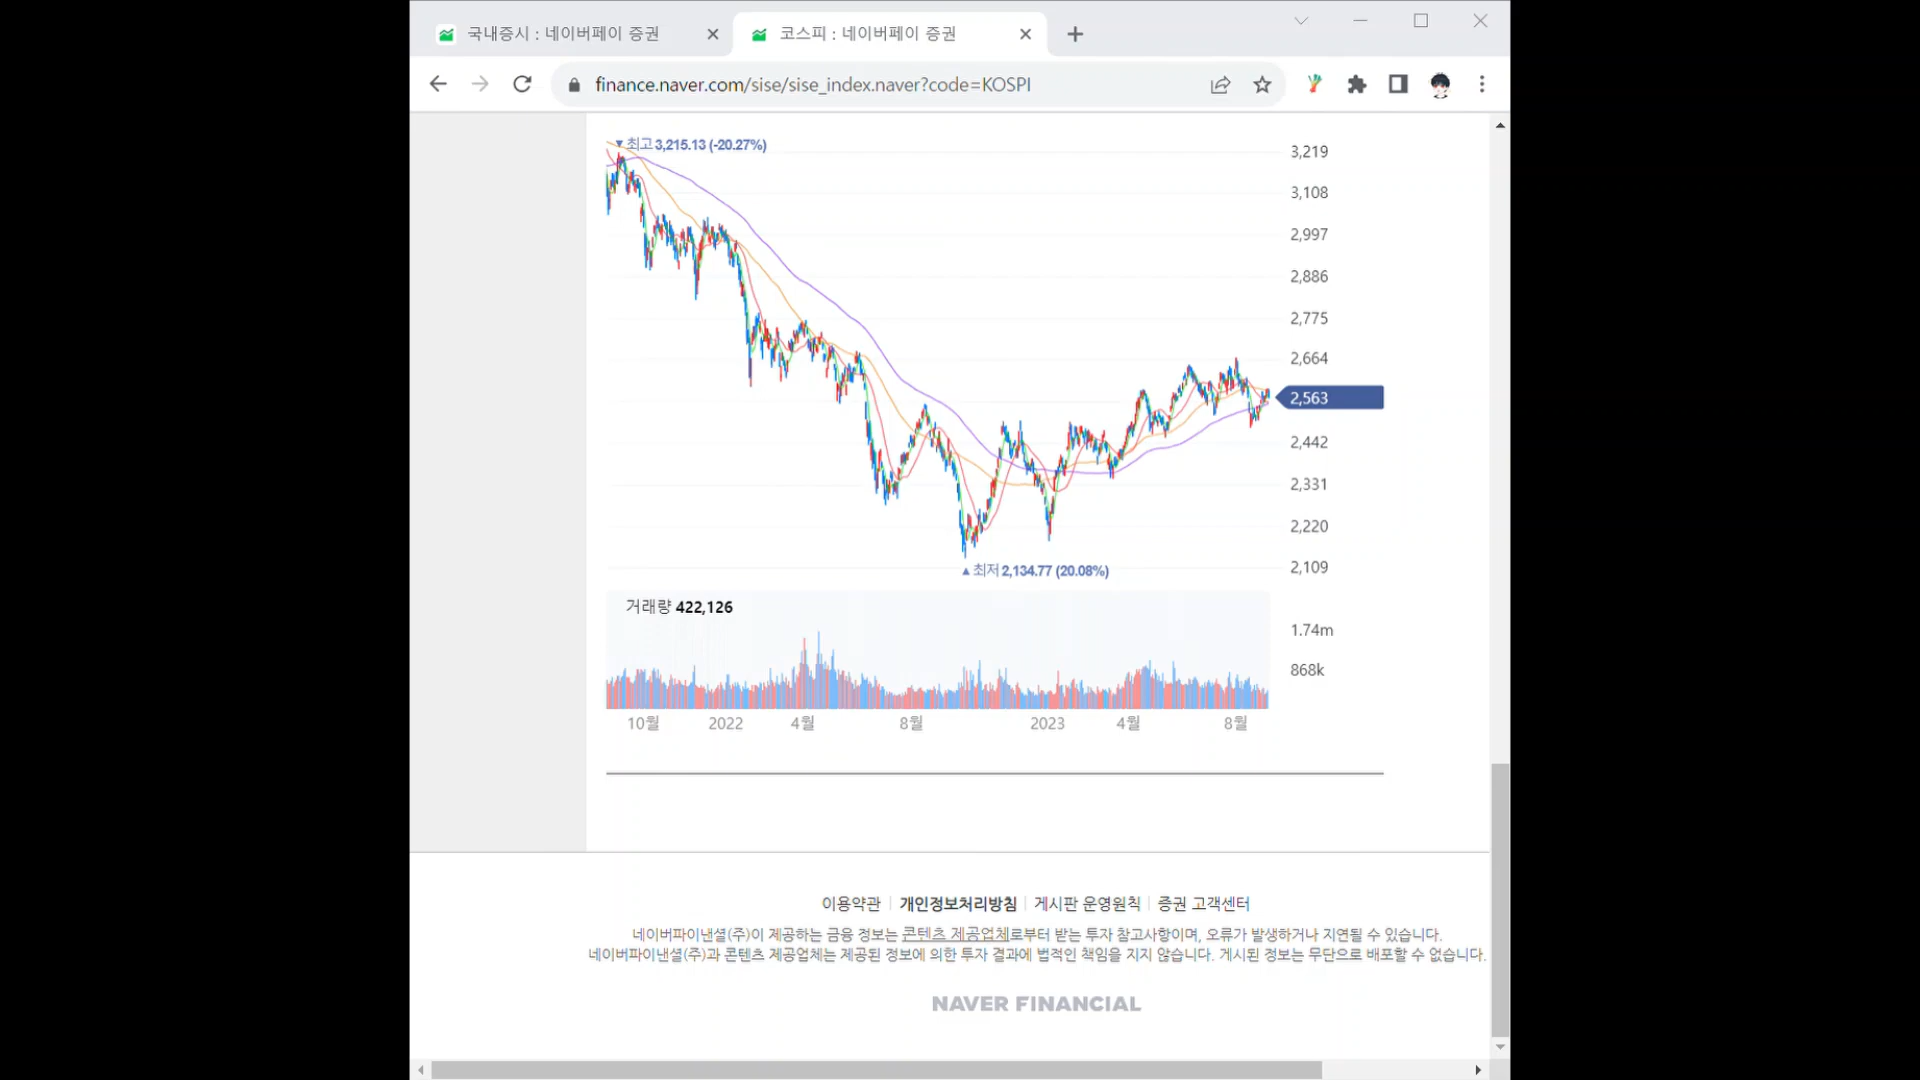 국내증시 : 네이버페이 증권
코스피 : 네이버페이 증권
finance.naver.com/sise/sise_index.naver?code=KOSPI
▼최고 3,215.13 (-20.27%)
3,219
3,108
2,997
2,886
2,775
2,664
2,563
2,442
2,331
2,220
2,109
▲최저 2,134.77 (20.08%)
거래량 422,126
1.74m
868k
10월 2022 4월 8월 2023 4월 8월
이용약관 개인정보처리방침 게시판 운영원칙 증권 고객센터
네이버파이낸셜(주)이 제공하는 금융 정보는 콘텐츠 제공업체로부터 받는 투자 참고사항이며, 오류가 발생하거나 지연될 수 있습니다.
네이버파이낸셜(주)과 콘텐츠 제공업체는 제공된 정보에 의한 투자 결과에 법적인 책임을 지지 않습니다. 게시된 정보는 무단으로 배포할 수 없습니다.
NAVER FINANCIAL